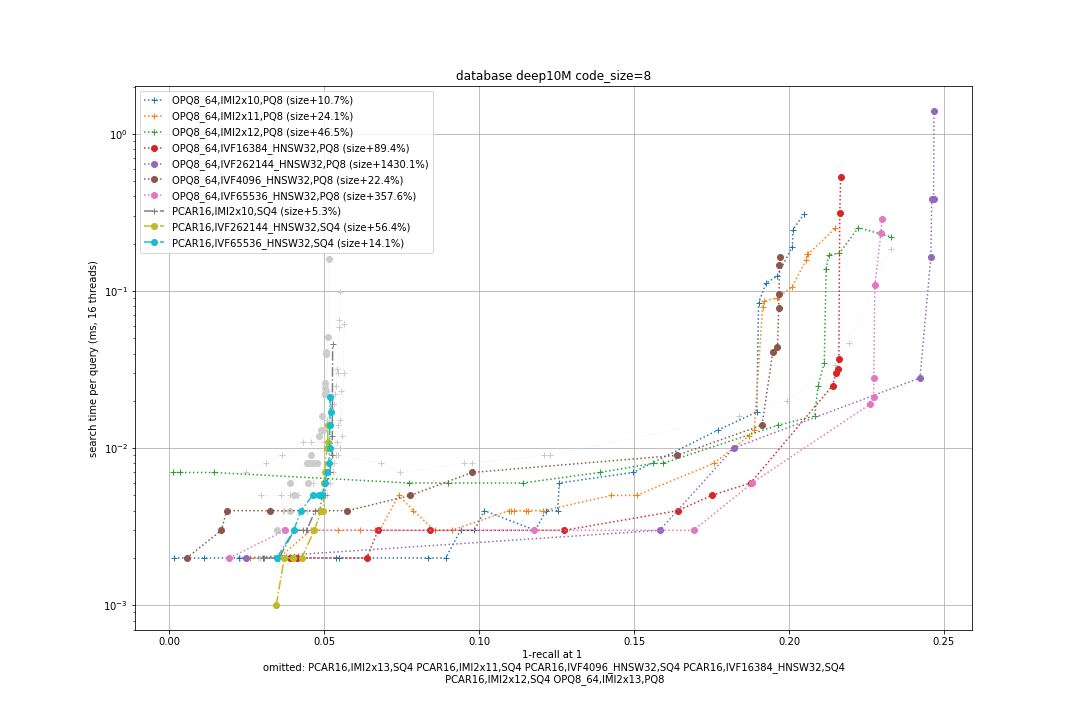 database deep10M code_size=8
OPQ8_64,IMI2x10,PQ8 (size+10.7%)
OPQ8_64,IMI2x11,PQ8 (size+24.1%)
OPQ8_64,IMI2x12,PQ8 (size+46.5%)
OPQ8_64,IVF16384_HNSW32,PQ8 (size+89.4%)
OPQ8_64,IVF262144_HNSW32,PQ8 (size+1430.1%)
OPQ8_64,IVF4096_HNSW32,PQ8 (size+22.4%)
OPQ8_64,IVF65536_HNSW32,PQ8 (size+357.6%)
PCAR16,IMI2x10,SQ4 (size+5.3%)
PCAR16,IVF262144_HNSW32,SQ4 (size+56.4%)
PCAR16,IVF65536_HNSW32,SQ4 (size+14.1%)
search time per query (ms, 16 threads)
10⁰
10⁻¹
10⁻²
10⁻³
0.00 0.05 0.10 0.15 0.20 0.25
1-recall at 1
omitted: PCAR16,IMI2x13,SQ4 PCAR16,IMI2x11,SQ4 PCAR16,IVF4096_HNSW32,SQ4 PCAR16,IVF16384_HNSW32,SQ4
PCAR16,IMI2x12,SQ4 OPQ8_64,IMI2x13,PQ8